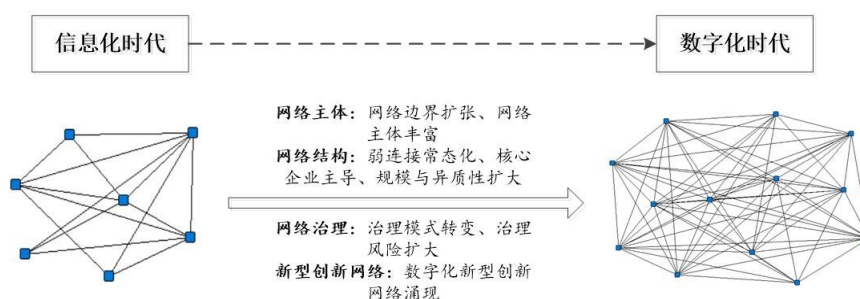 信息化时代
数字化时代
网络主体：网络边界扩张、网络
主体丰富
网络结构：弱连接常态化、核心
企业主导、规模与异质性扩大
网络治理：治理模式转变、治理
风险扩大
新型创新网络：数字化新型创新
网络涌现